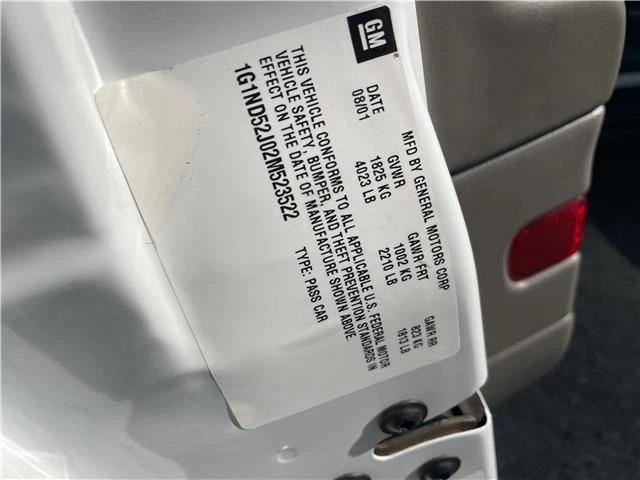 GM
MFD BY GENERAL MOTORS CORP
DATE GVWR GAWR FRT GAWR RR
08/01 1825 KG 1002 KG 823 KG
4023 LB 2210 LB 1813 LB
THIS VEHICLE CONFORMS TO ALL APPLICABLE U.S. FEDERAL MOTOR
VEHICLE SAFETY, BUMPER, AND THEFT PREVENTION STANDARDS IN
EFFECT ON THE DATE OF MANUFACTURE SHOWN ABOVE.
1G1ND52J02M523522 TYPE: PASS CAR